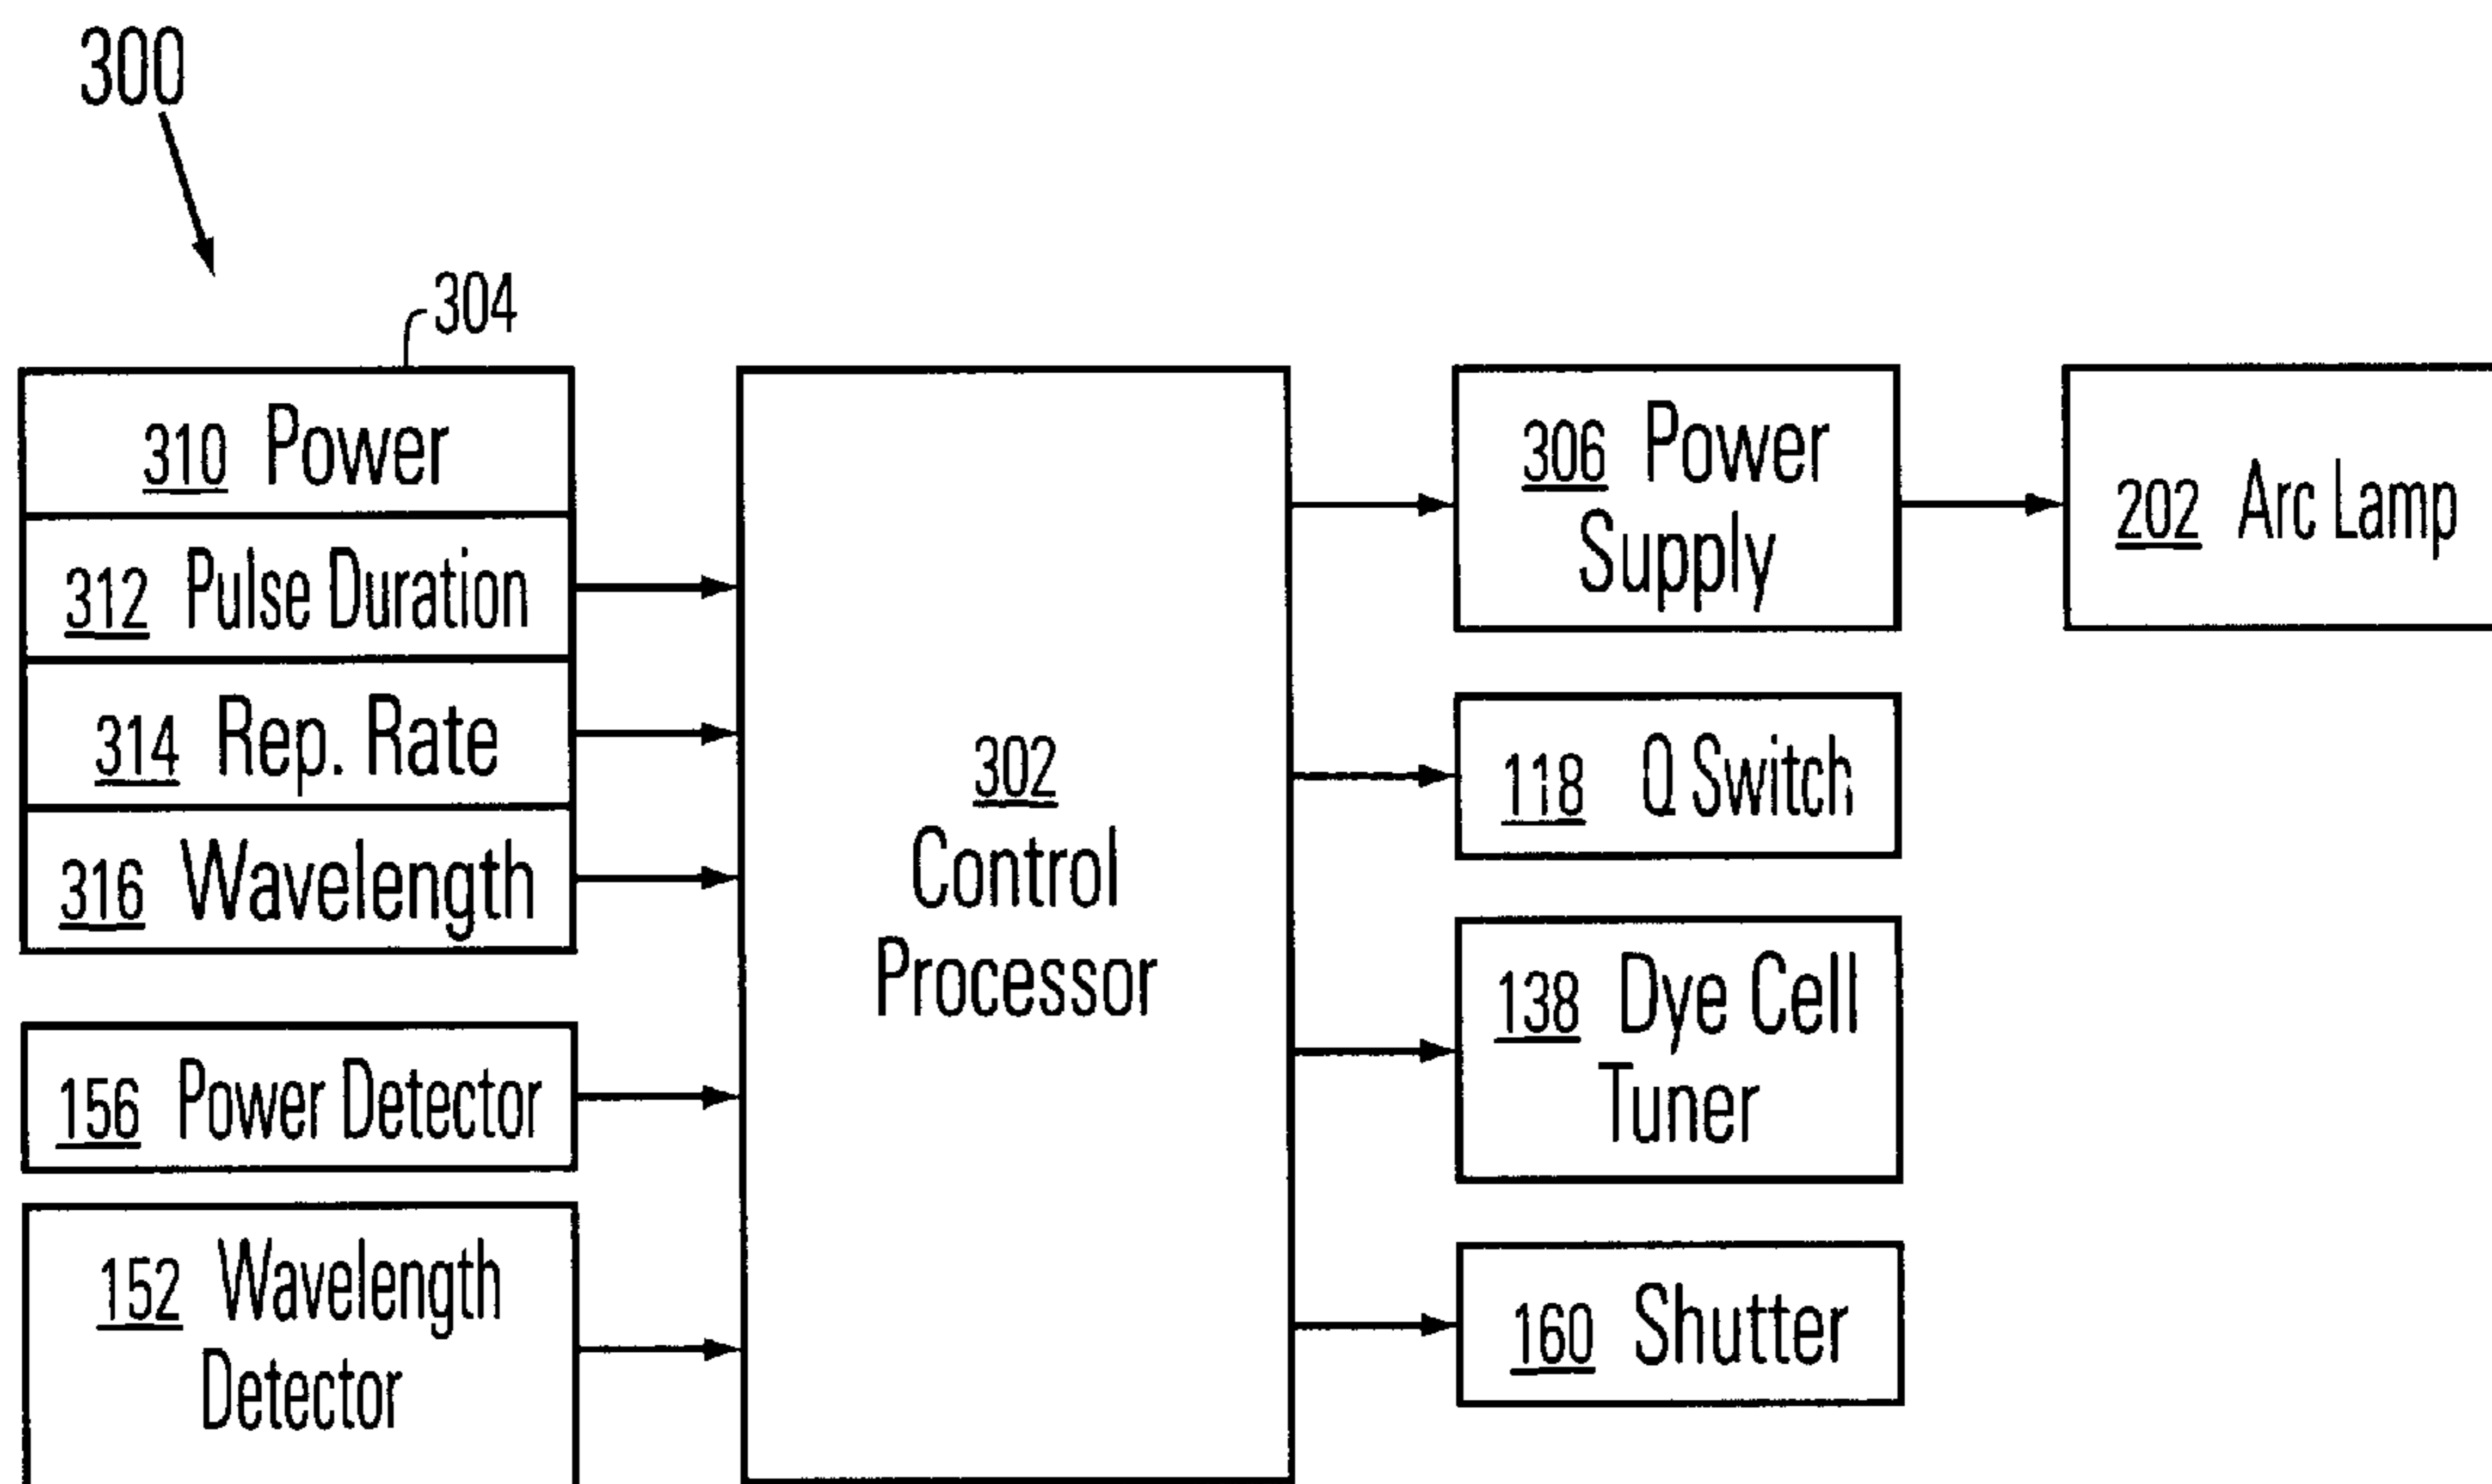 300
304
310 Power
312 Pulse Duration
314 Rep. Rate
316 Wavelength
156 Power Detector
152 Wavelength
Detector
302
Control
Processor
306 Power
Supply
118 Q Switch
138 Dye Cell
Tuner
160 Shutter
202 Arc Lamp